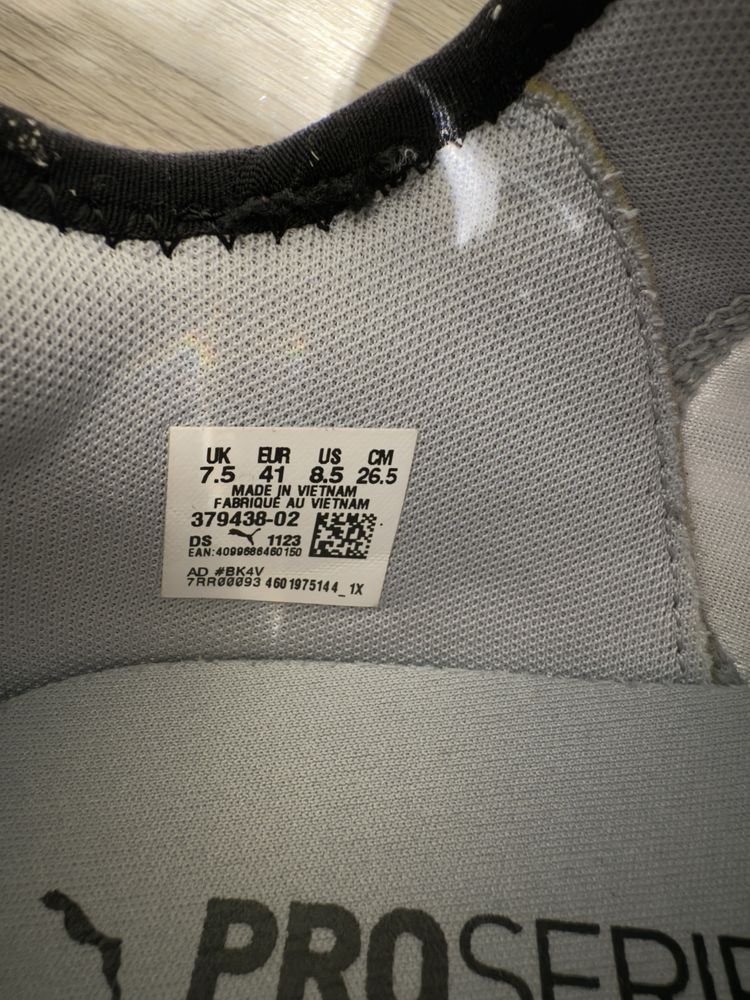 UK EUR US CM
7.5 41 8.5 26.5
MADE IN VIETNAM
FABRIQUÉ AU VIETNAM
379438-02
DS 1123
EAN:4099686460150
AD #BK4V
7RR00093 4601975144_1X
PROSERIE